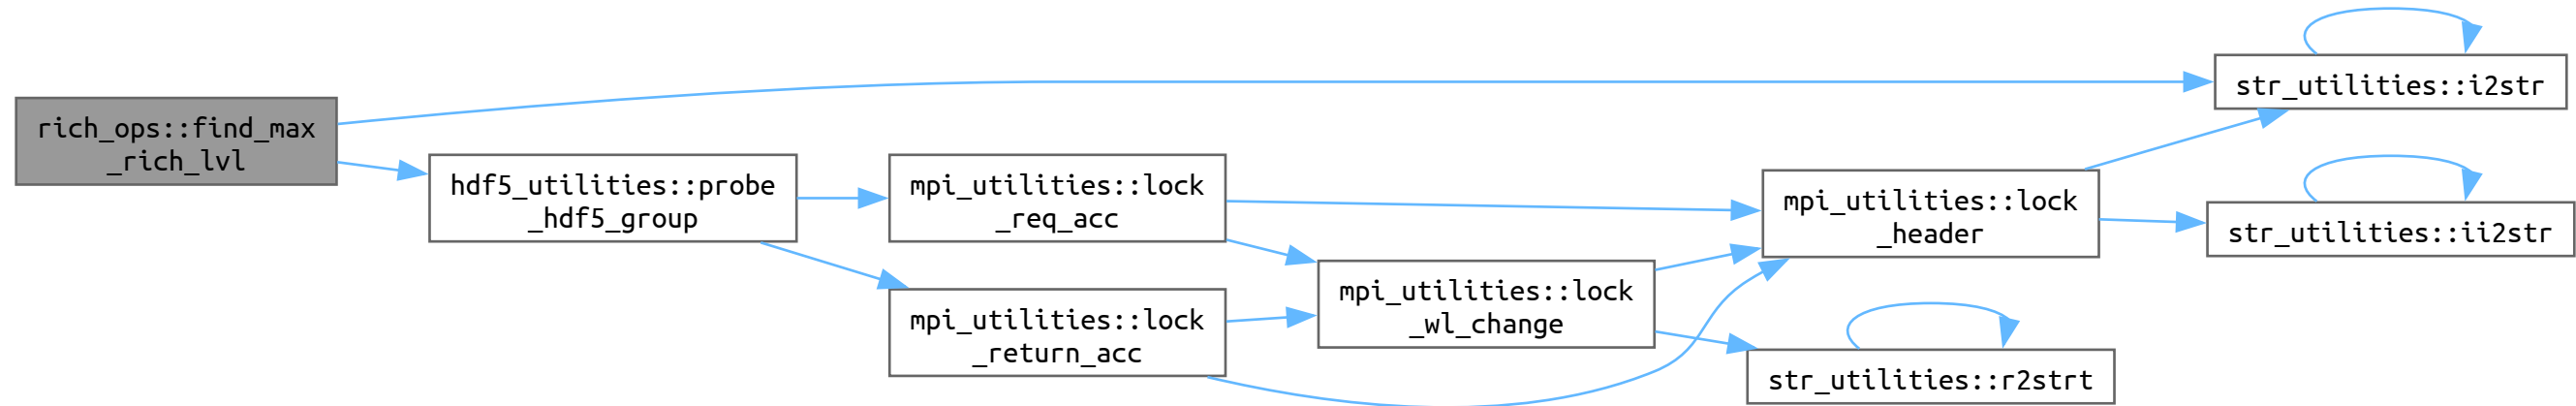 rich_ops::find_max
_rich_lvl
hdf5_utilities::probe
_hdf5_group
mpi_utilities::lock
_req_acc
mpi_utilities::lock
_return_acc
mpi_utilities::lock
_wl_change
mpi_utilities::lock
_header
str_utilities::r2strt
str_utilities::i2str
str_utilities::ii2str